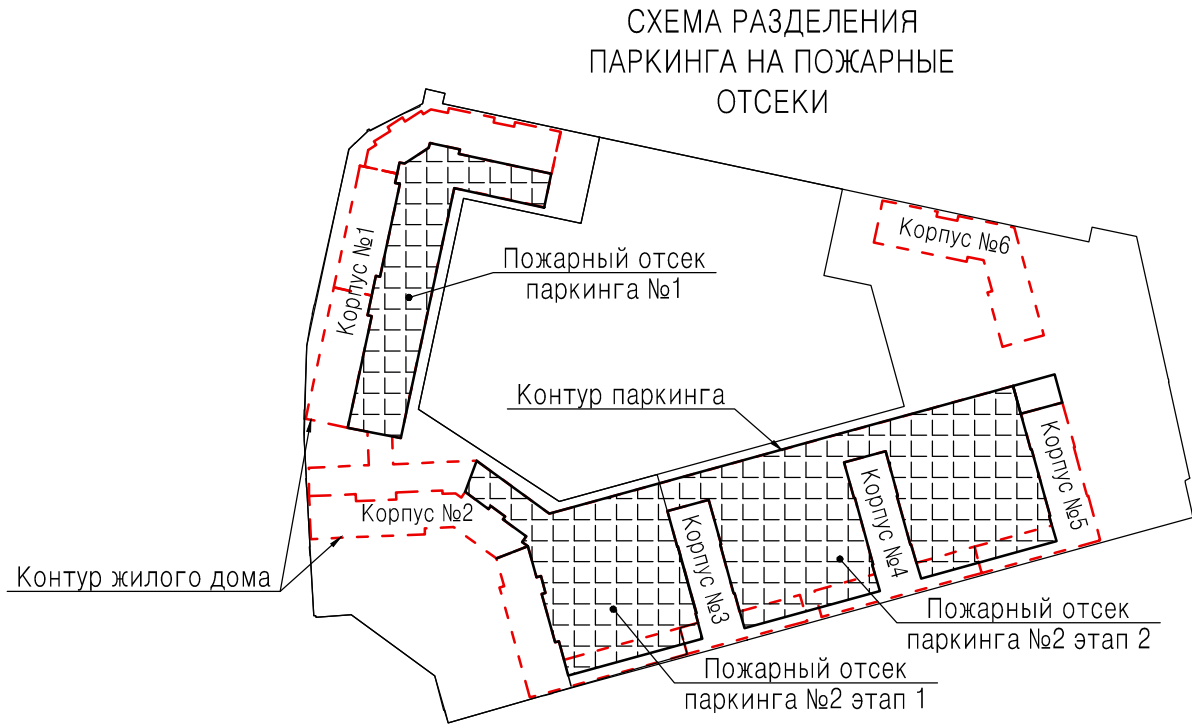 СХЕМА РАЗДЕЛЕНИЯ
ПАРКИНГА НА ПОЖАРНЫЕ
ОТСЕКИ
Корпус №6
Корпус №1
Пожарный отсек
паркинга №1
Контур паркинга
Корпус №5
Корпус №2
Корпус №4
Корпус №3
Контур жилого дома
Пожарный отсек
паркинга №2 этап 2
Пожарный отсек
паркинга №2 этап 1